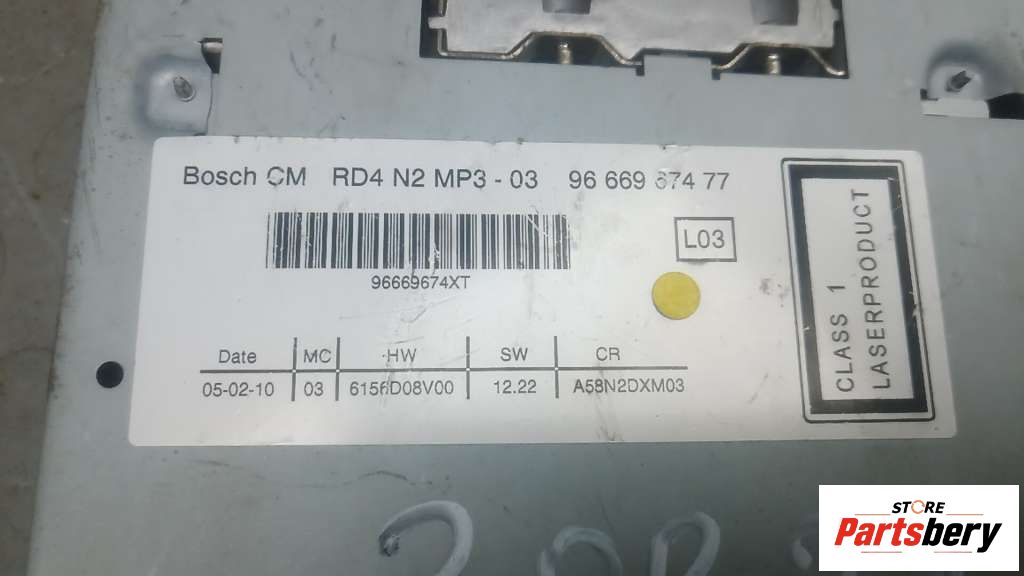 Bosch CM RD4 N2 MP3 - 03 96 669 674 77
96669674XT
L03
CLASS 1
LASERPRODUCT
Date MC HW SW CR
05-02-10 03 6156D08V00 12.22 A58N2DXM03
STORE
Partsbery